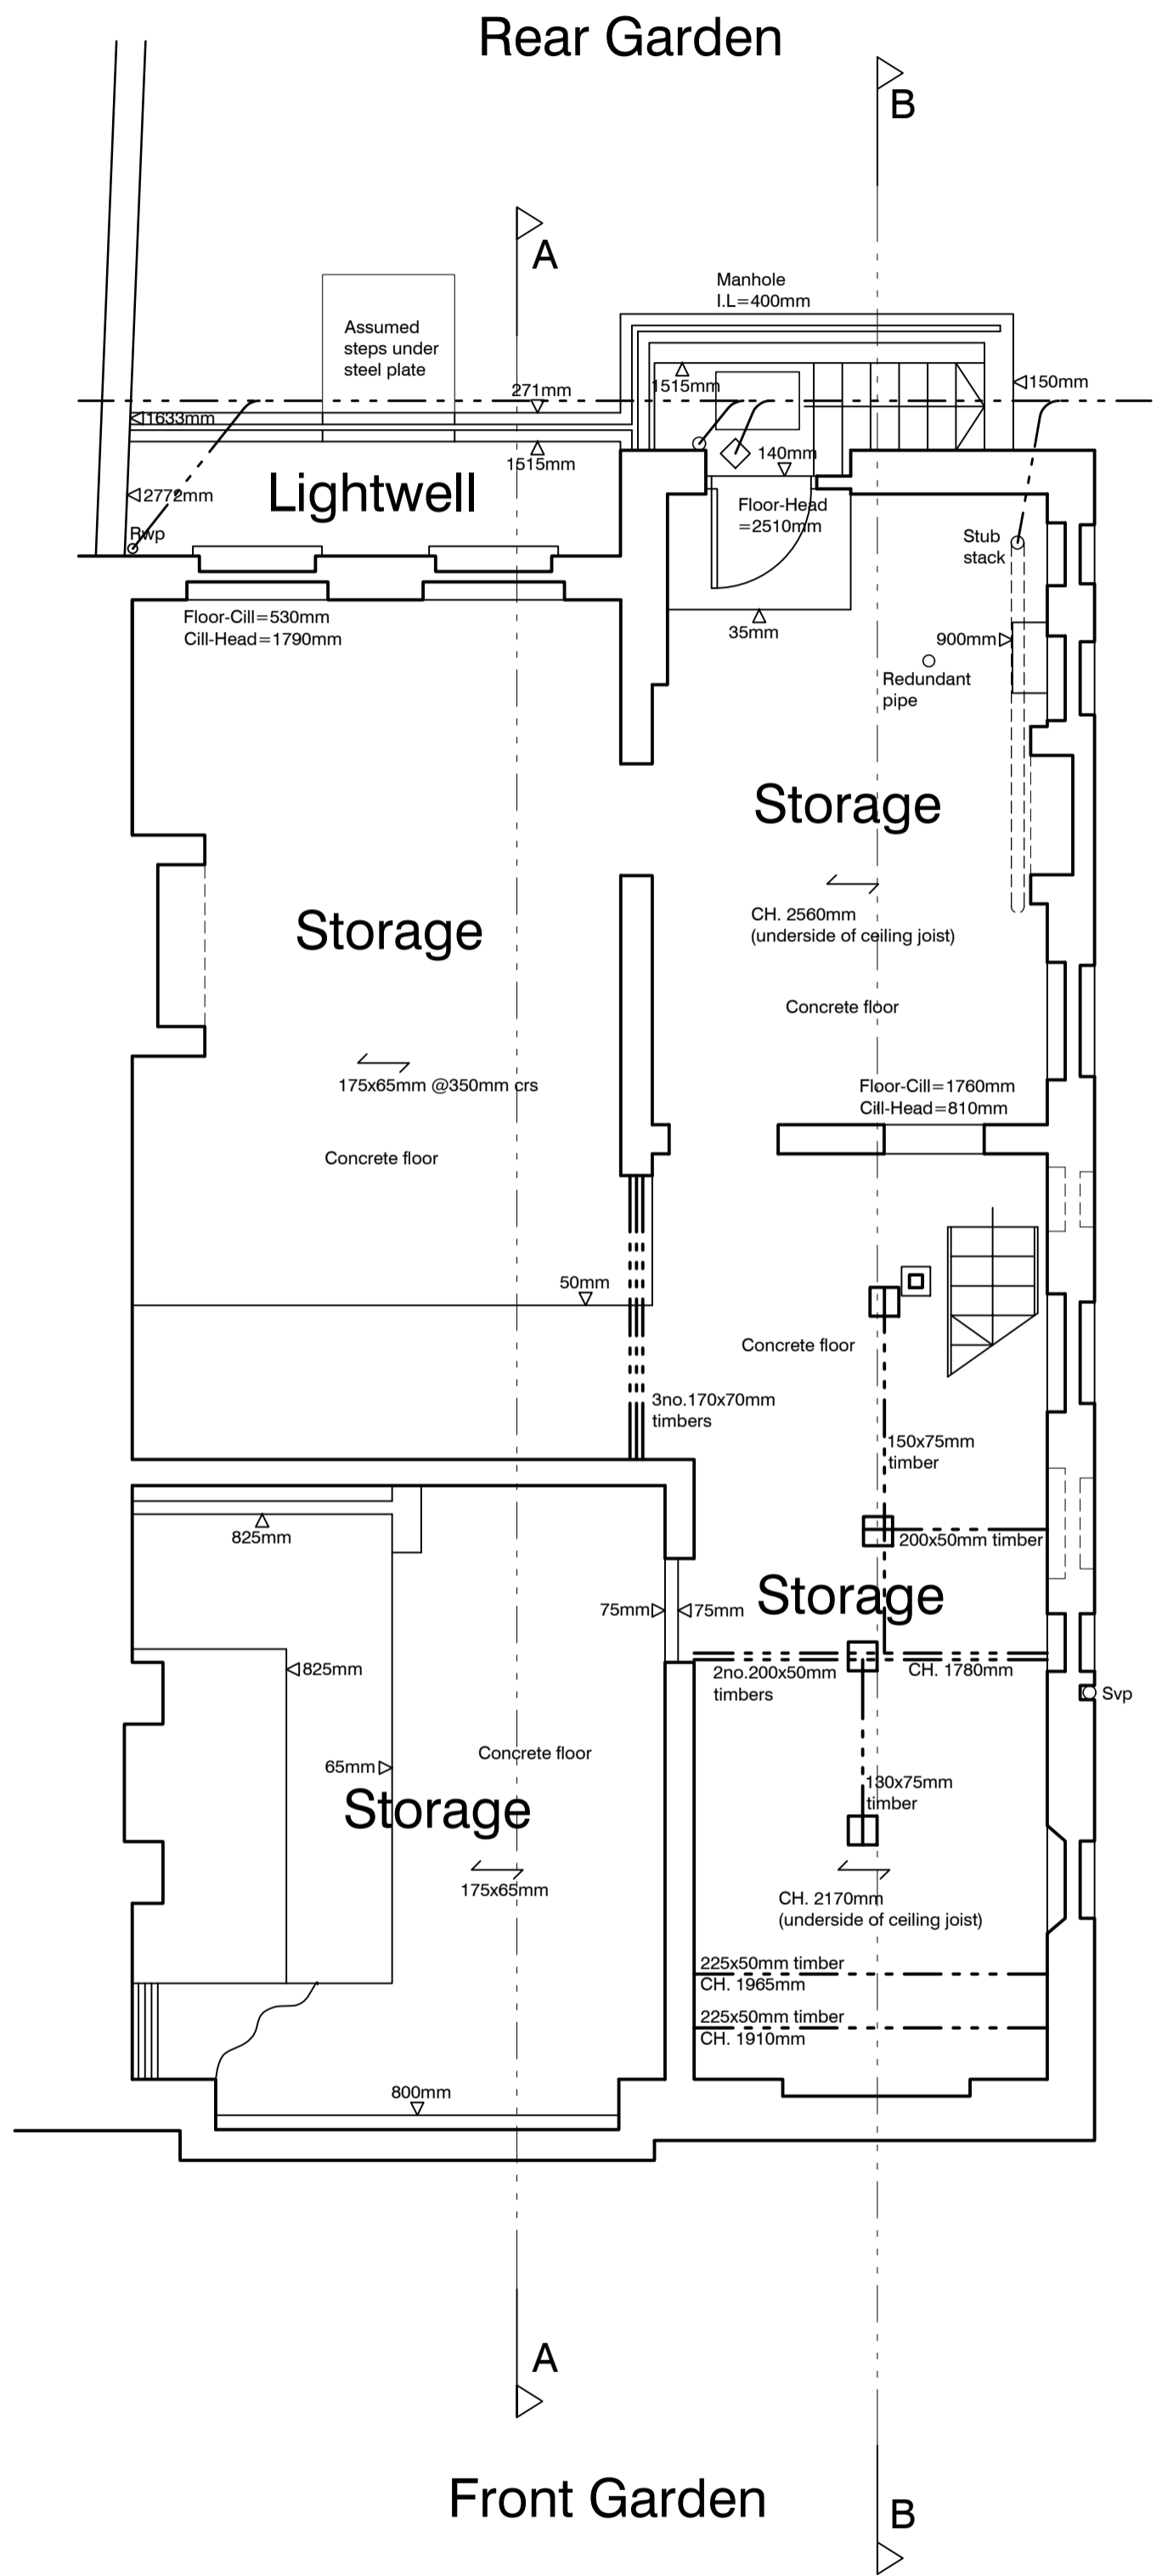 Rear Garden
B
A
Manhole
I.L=400mm
Assumed
steps under
steel plate
271mm
1515mm
150mm
1633mm
1515mm
140mm
Lightwell
2772mm
Rwp
Floor-Head
=2510mm
Stub
stack
Floor-Cill=530mm
Cill-Head=1790mm
35mm
900mm
Redundant
pipe
Storage
CH. 2560mm
(underside of ceiling joist)
Storage
Concrete floor
175x65mm @350mm crs
Floor-Cill=1760mm
Cill-Head=810mm
Concrete floor
50mm
Concrete floor
3no.170x70mm
timbers
150x75mm
timber
825mm
200x50mm timber
Storage
75mm
75mm
825mm
2no.200x50mm
timbers
CH. 1780mm
Svp
Concrete floor
65mm
Storage
130x75mm
timber
175x65mm
CH. 2170mm
(underside of ceiling joist)
225x50mm timber
CH. 1965mm
225x50mm timber
CH. 1910mm
800mm
A
Front Garden
B